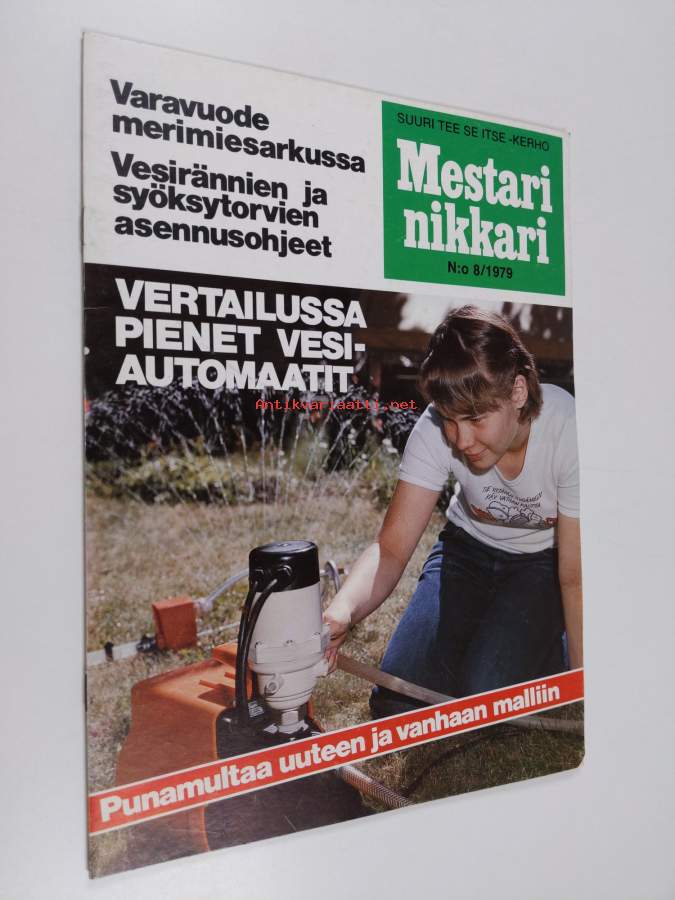 Varavuode
merimiesarkussa
Vesirännien ja
syöksytorvien
asennusohjeet
SUURI TEE SE ITSE -KERHO
Mestari
nikkari
N:o 8/1979
VERTAILUSSA
PIENET VESI-
AUTOMAATIT
Antikvariaatti.net
Punamultaa uuteen ja vanhaan malliin